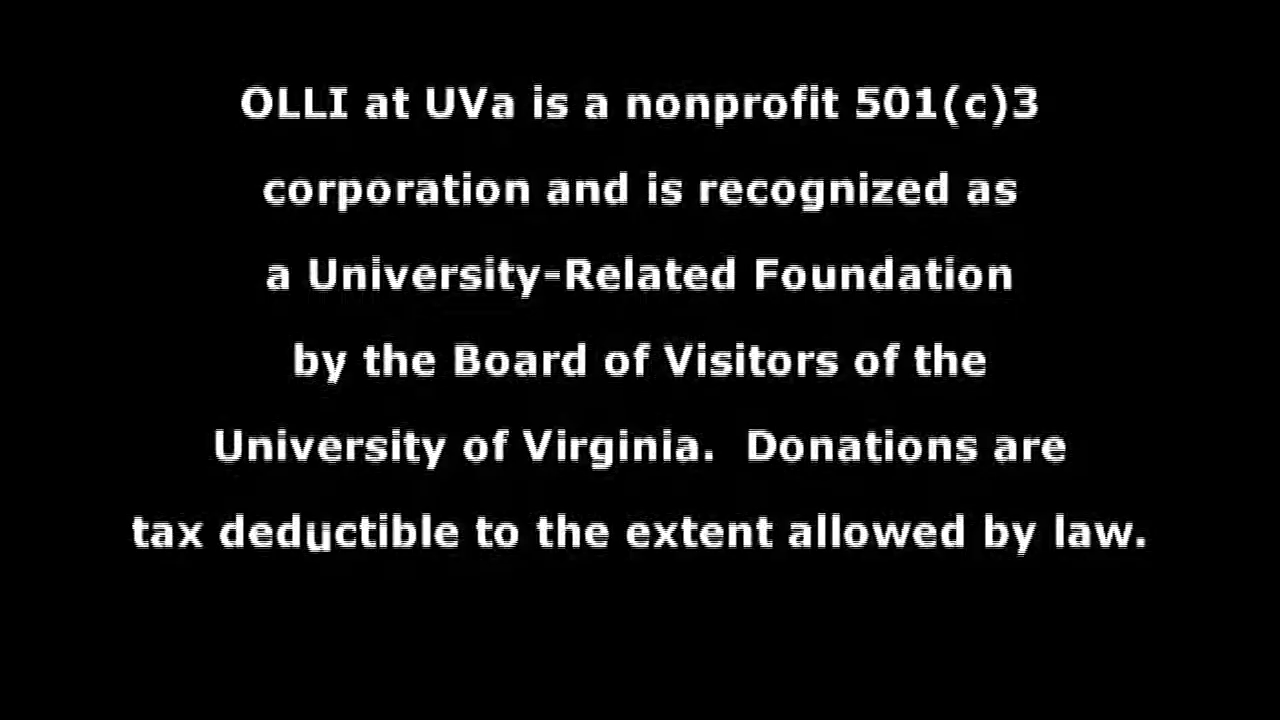 OLLI at UVa is a nonprofit 501(c)3
corporation and is recognized as
a University-Related Foundation
by the Board of Visitors of the
University of Virginia.  Donations are
tax deductible to the extent allowed by law.